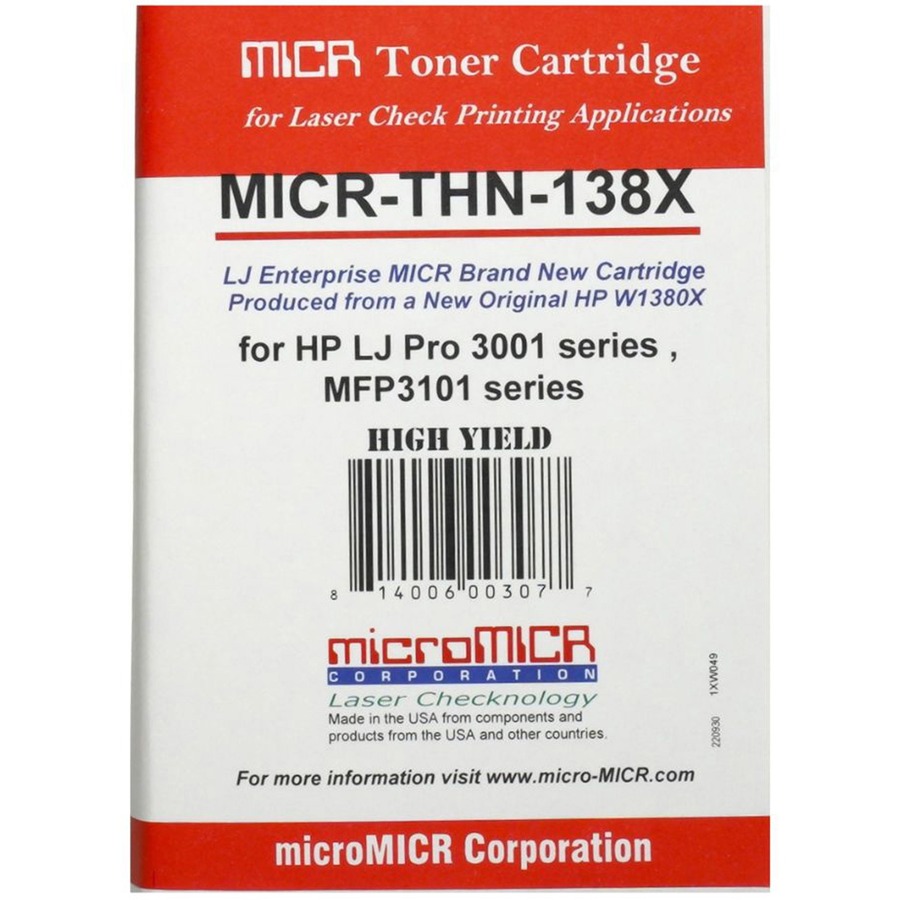 MICR Toner Cartridge
for Laser Check Printing Applications
MICR-THN-138X
LJ Enterprise MICR Brand New Cartridge
Produced from a New Original HP W1380X
for HP LJ Pro 3001 series ,
MFP3101 series
HIGH YIELD
8 14006 00307 7
microMICR
CORPORATION
Laser Checknology
Made in the USA from components and
products from the USA and other countries.
220930 1XW049
For more information visit www.micro-MICR.com
microMICR Corporation